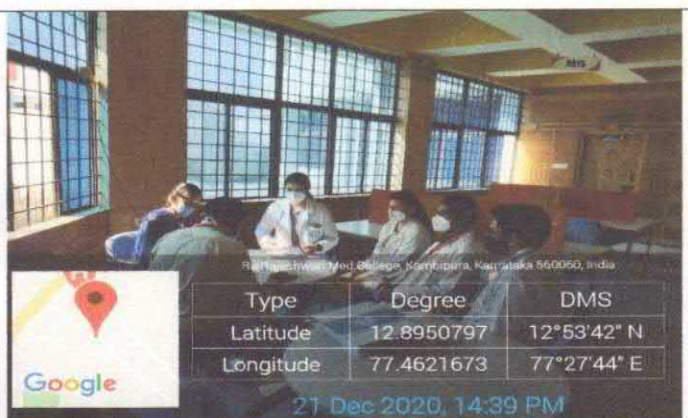 Med College, Kambipura, Karnataka 560060, India
Type Degree DMS
Latitude 12.8950797 12°53'42" N
Longitude 77.4621673 77°27'44" E
Google
21 Dec 2020, 14:39 PM